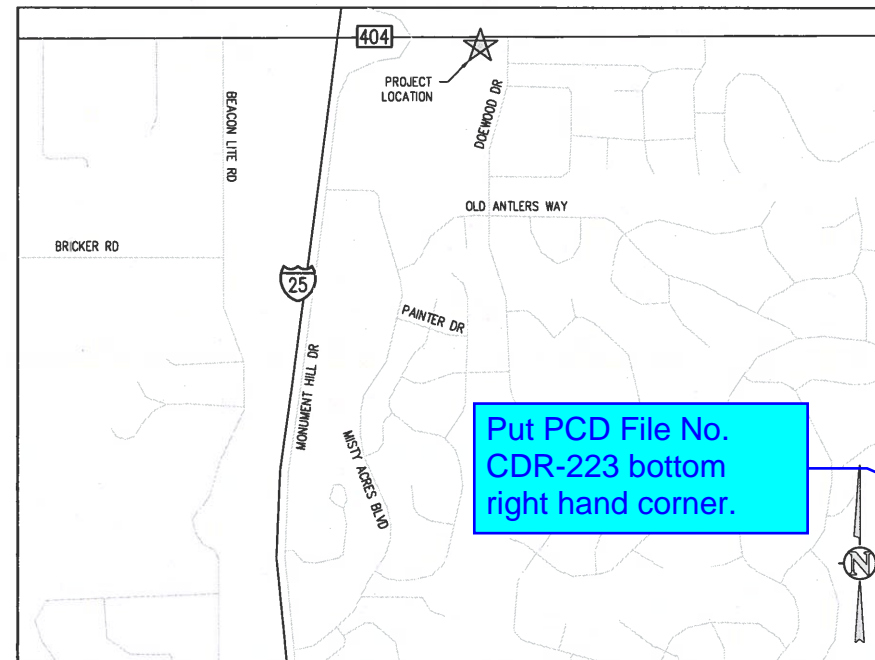 404
PROJECT
LOCATION
BEACON LITE RD
DOEWOOD DR
OLD ANTLERS WAY
BRICKER RD
25
PAINTER DR
MONUMENT HILL DR
MISTY ACRES BLVD
Put PCD File No.
CDR-223 bottom
right hand corner.
N